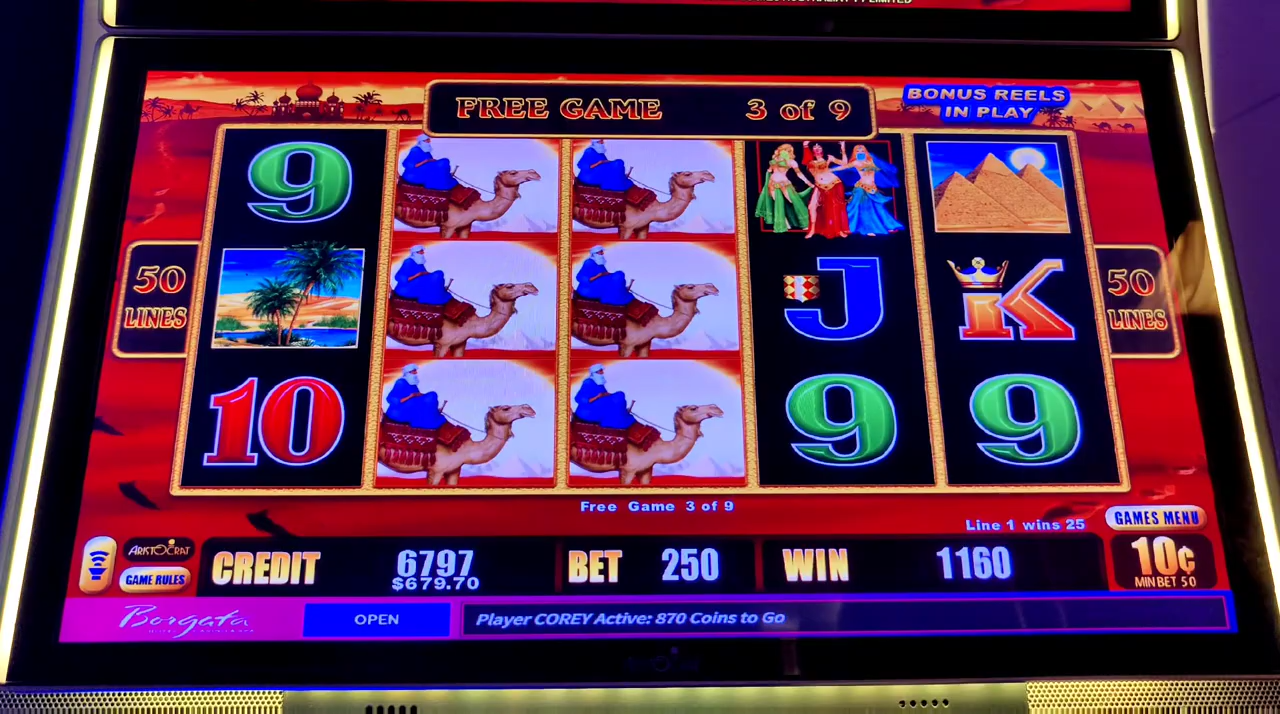 LIMITED
FREE GAME 3 of 9
BONUS REELS
IN PLAY
9
10
J
9
K
9
50
LINES
50
LINES
Free Game 3 of 9
Line 1 wins 25
GAMES MENU
ARISTOCRAT
GAME RULES
CREDIT 6797
$679.70
BET 250
WIN 1160
10¢
MIN BET 50
Borgata
OPEN
Player COREY Active: 870 Coins to Go